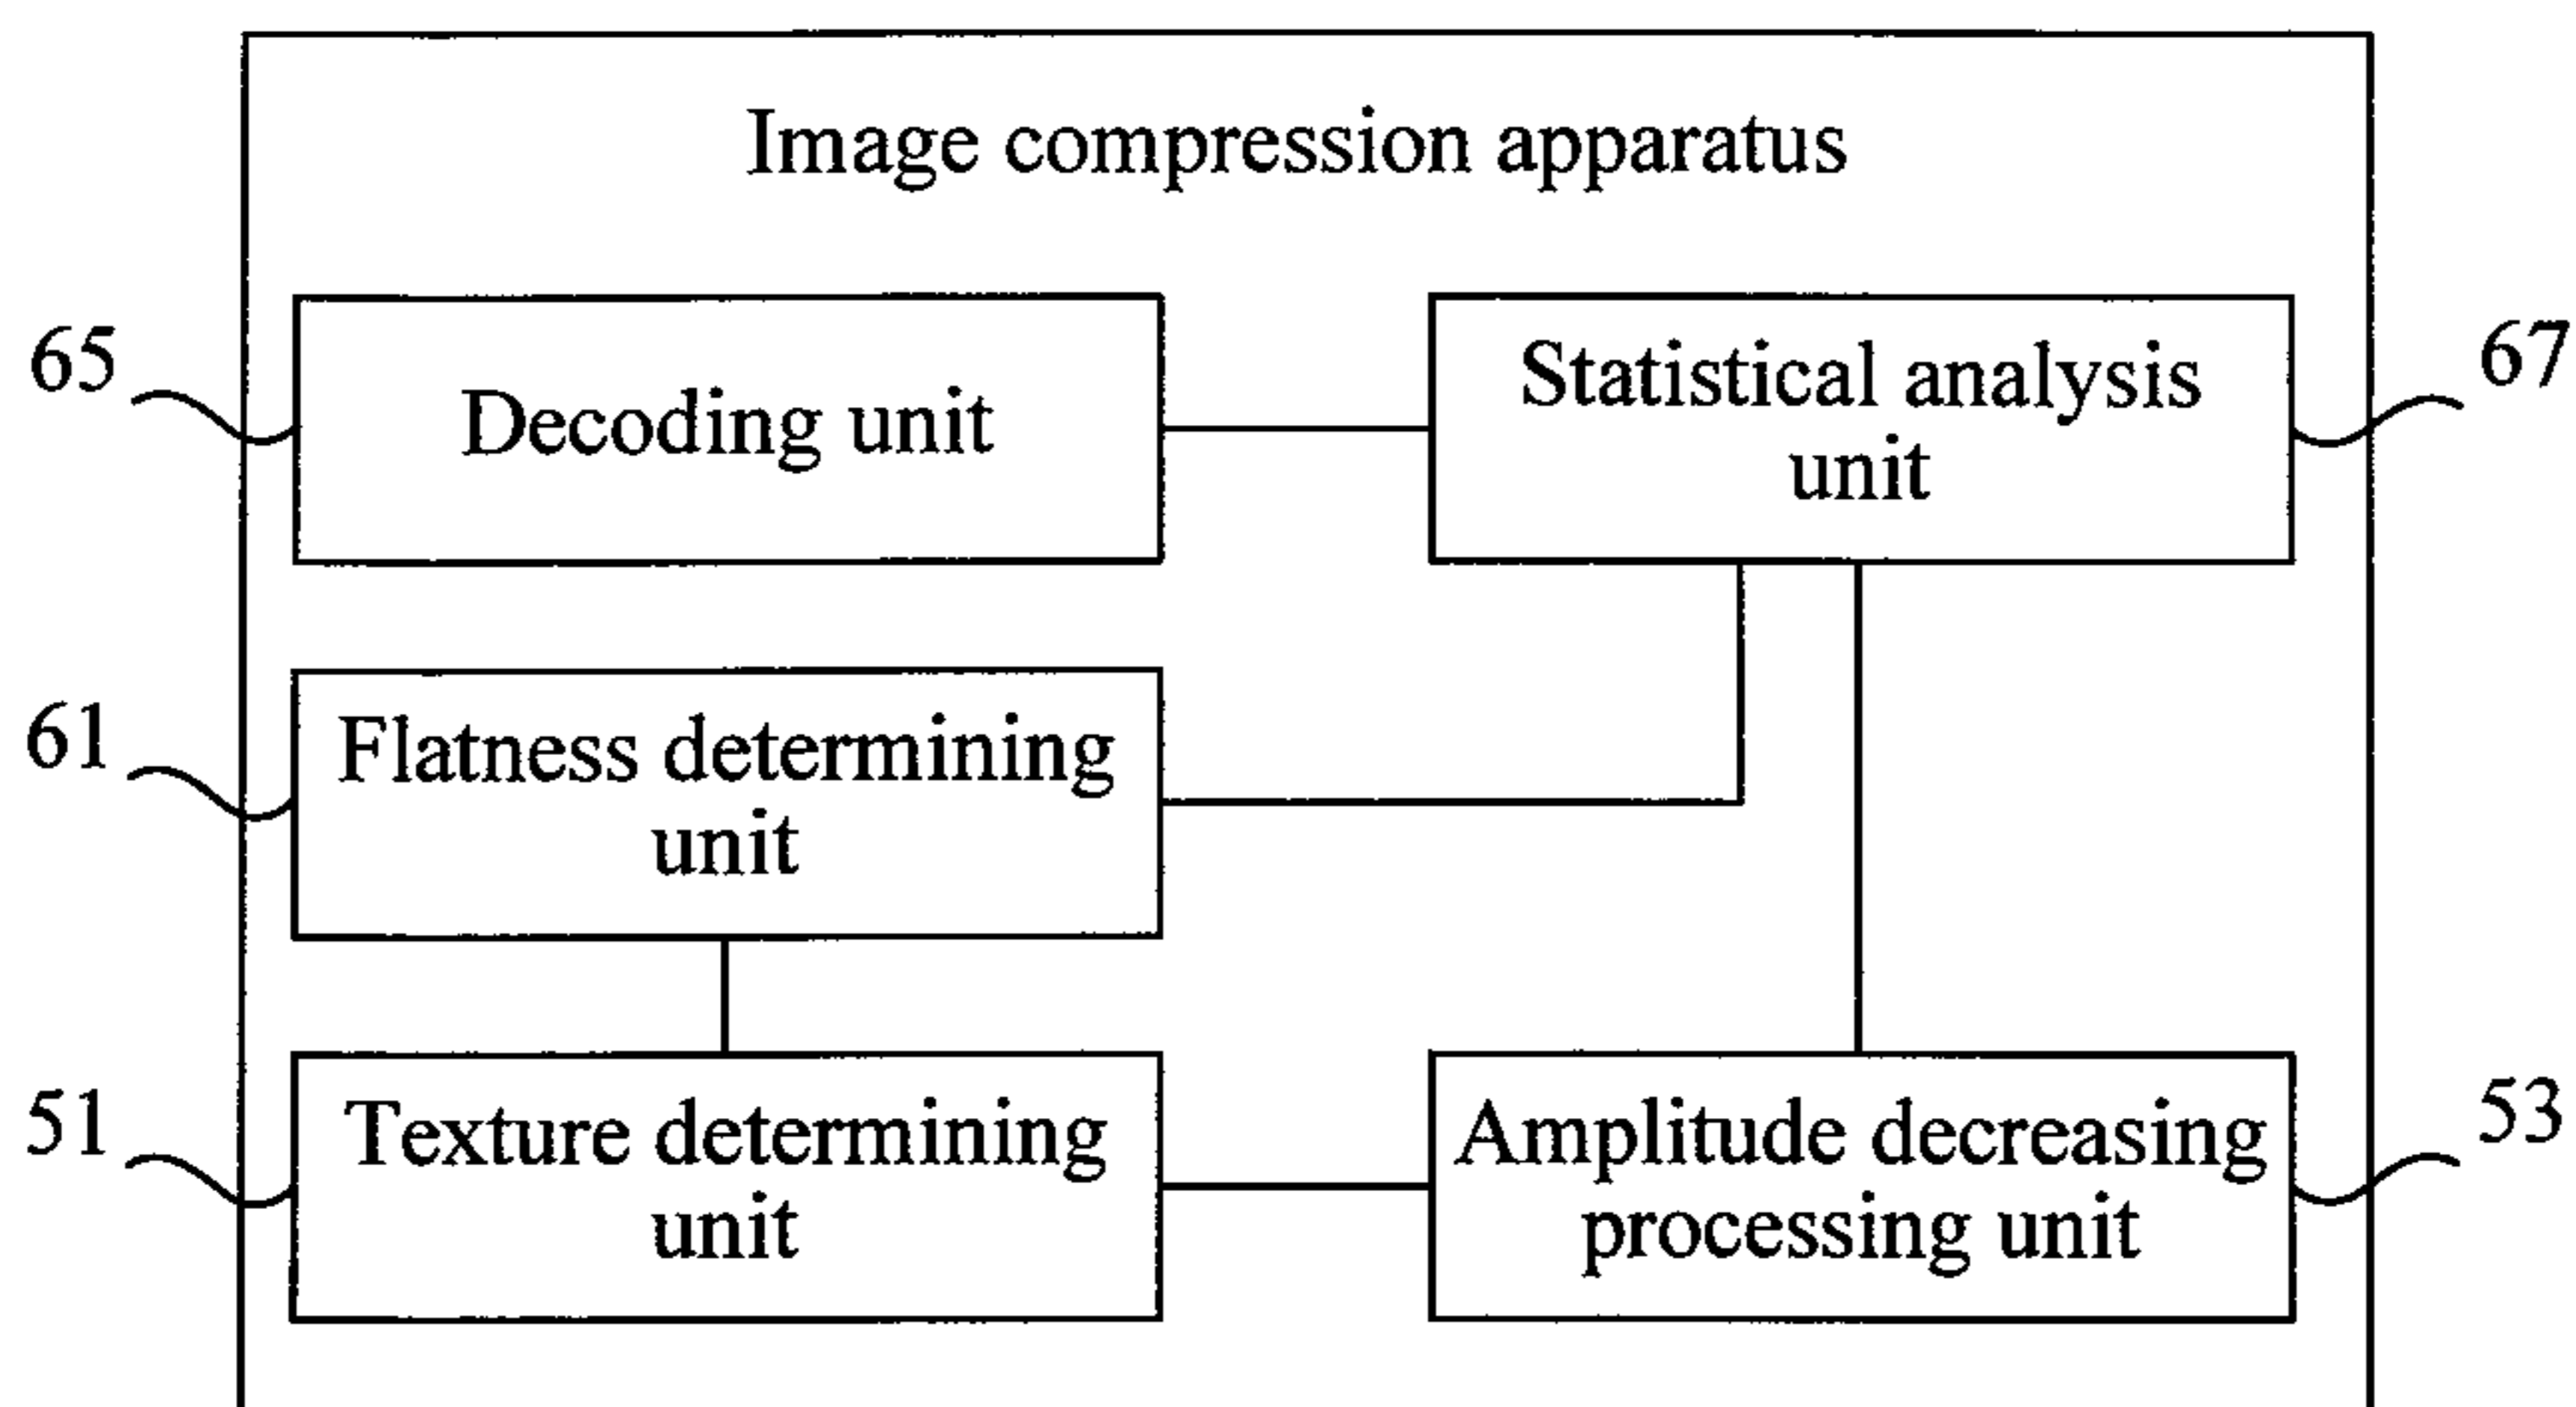 Image compression apparatus
65
Decoding unit
Statistical analysis
unit
67
61
Flatness determining
unit
51
Texture determining
unit
Amplitude decreasing
processing unit
53